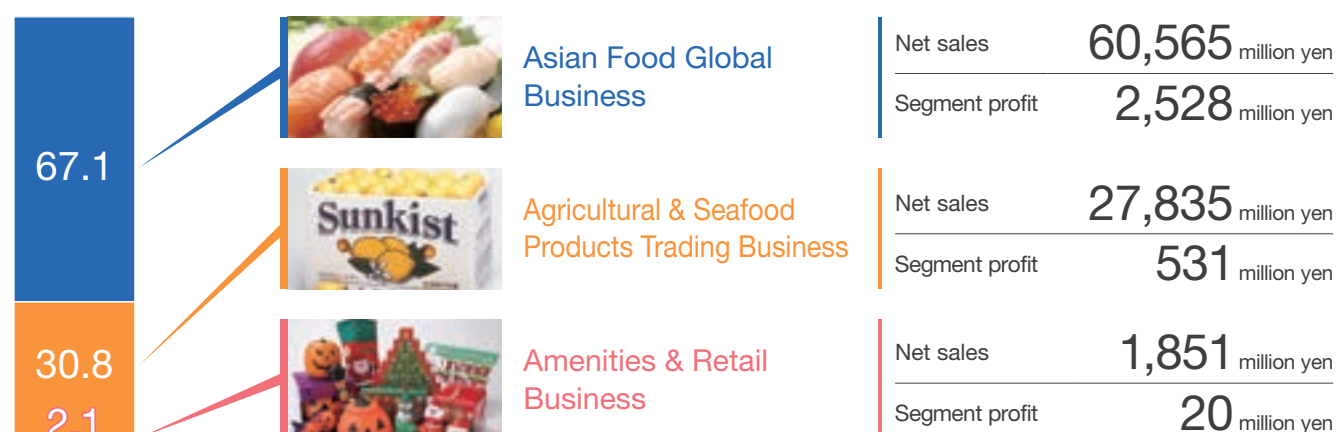 67.1
Asian Food Global
Business
Net sales 60,565 million yen
Segment profit 2,528 million yen
Sunkist
Agricultural & Seafood
Products Trading Business
Net sales 27,835 million yen
Segment profit 531 million yen
30.8
Amenities & Retail
Business
Net sales 1,851 million yen
Segment profit 20 million yen
2.1